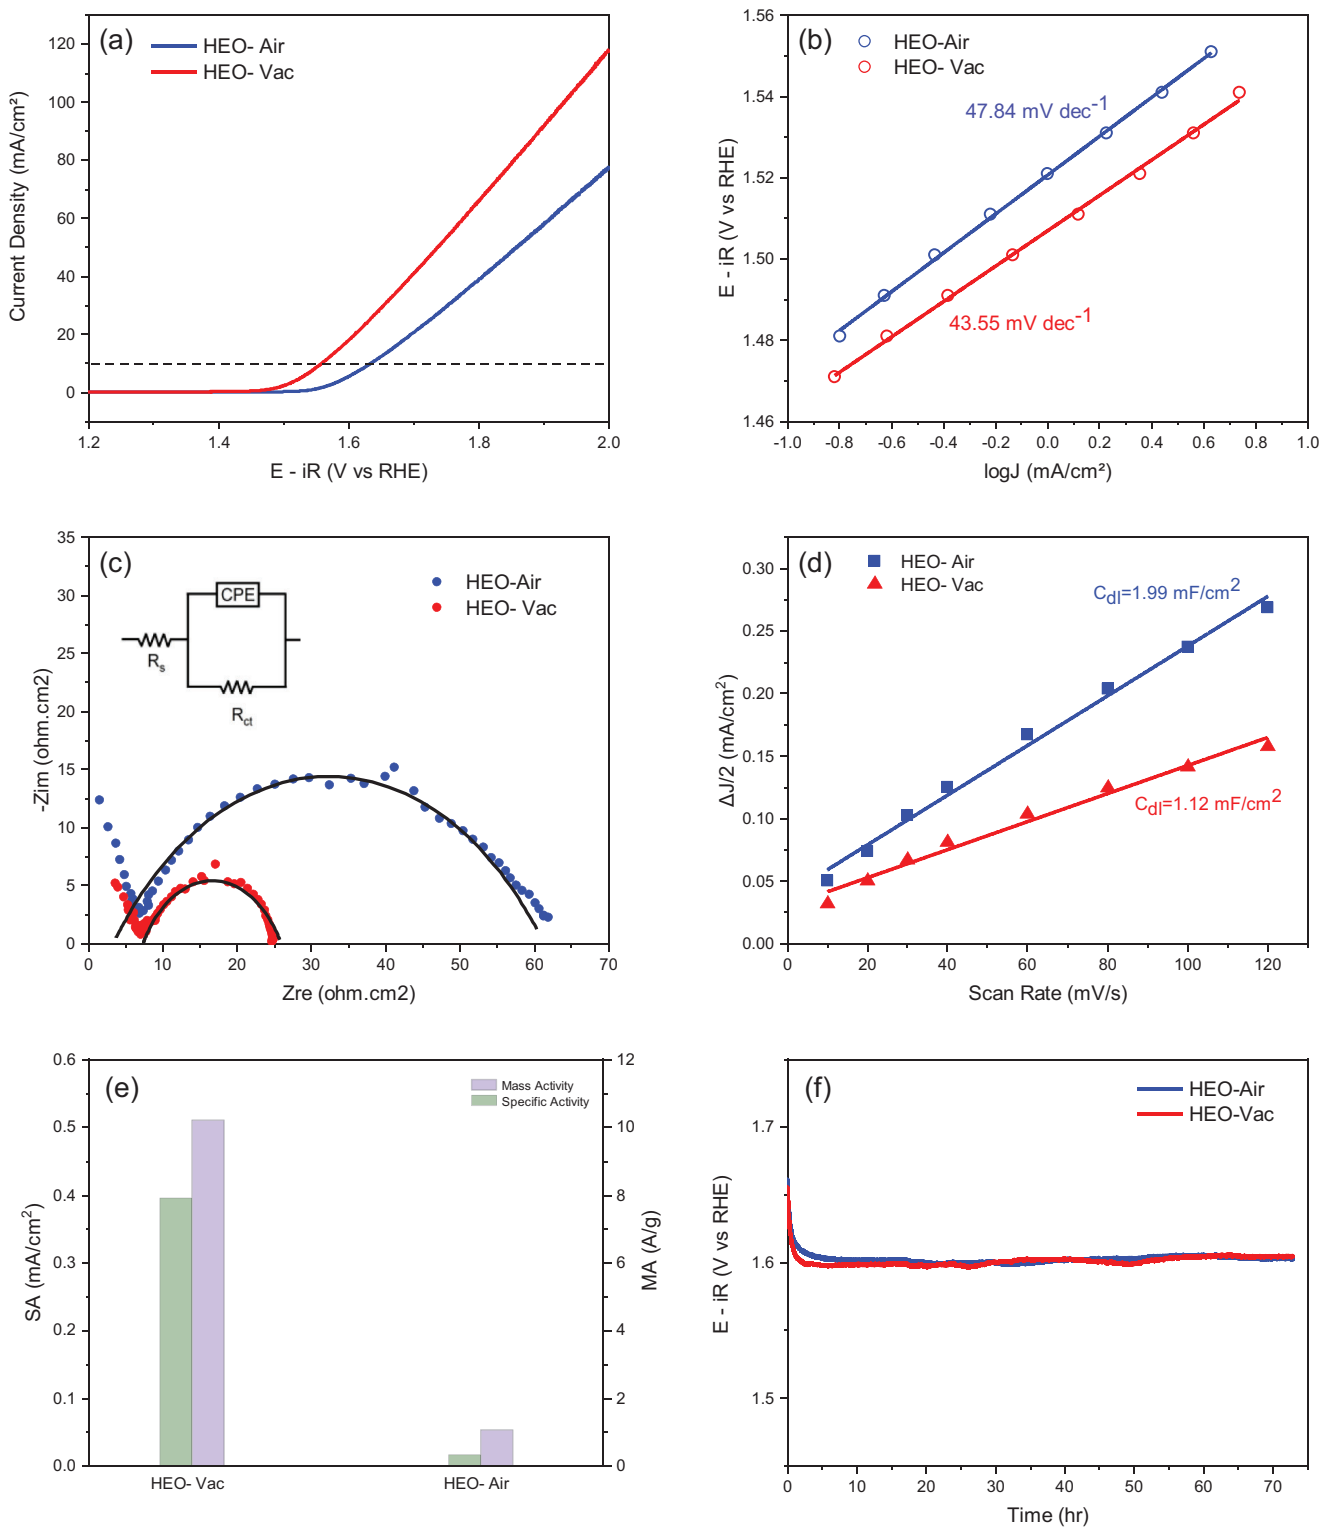 (a)
HEO- Air
HEO- Vac
120
100
80
60
40
20
0
1.2
1.4
1.6
1.8
2.0
Current Density (mA/cm²)
E - iR (V vs RHE)
(b)
HEO-Air
HEO- Vac
47.84 mV dec⁻¹
43.55 mV dec⁻¹
1.56
1.54
1.52
1.50
1.48
1.46
-1.0
-0.8
-0.6
-0.4
-0.2
0.0
0.2
0.4
0.6
0.8
1.0
E - iR (V vs RHE)
logJ (mA/cm²)
(c)
HEO-Air
HEO- Vac
CPE
Rₛ
R_ct
35
30
25
20
15
10
5
0
0
10
20
30
40
50
60
70
-Zim (ohm.cm2)
Zre (ohm.cm2)
(d)
HEO- Air
HEO- Vac
C_dl=1.99 mF/cm²
C_dl=1.12 mF/cm²
0.30
0.25
0.20
0.15
0.10
0.05
0.00
0
20
40
60
80
100
120
ΔJ/2 (mA/cm²)
Scan Rate (mV/s)
(e)
Mass Activity
Specific Activity
0.6
0.5
0.4
0.3
0.2
0.1
0.0
12
10
8
6
4
2
0
HEO- Vac
HEO- Air
SA (mA/cm²)
MA (A/g)
(f)
HEO-Air
HEO-Vac
1.7
1.6
1.5
0
10
20
30
40
50
60
70
E - iR (V vs RHE)
Time (hr)